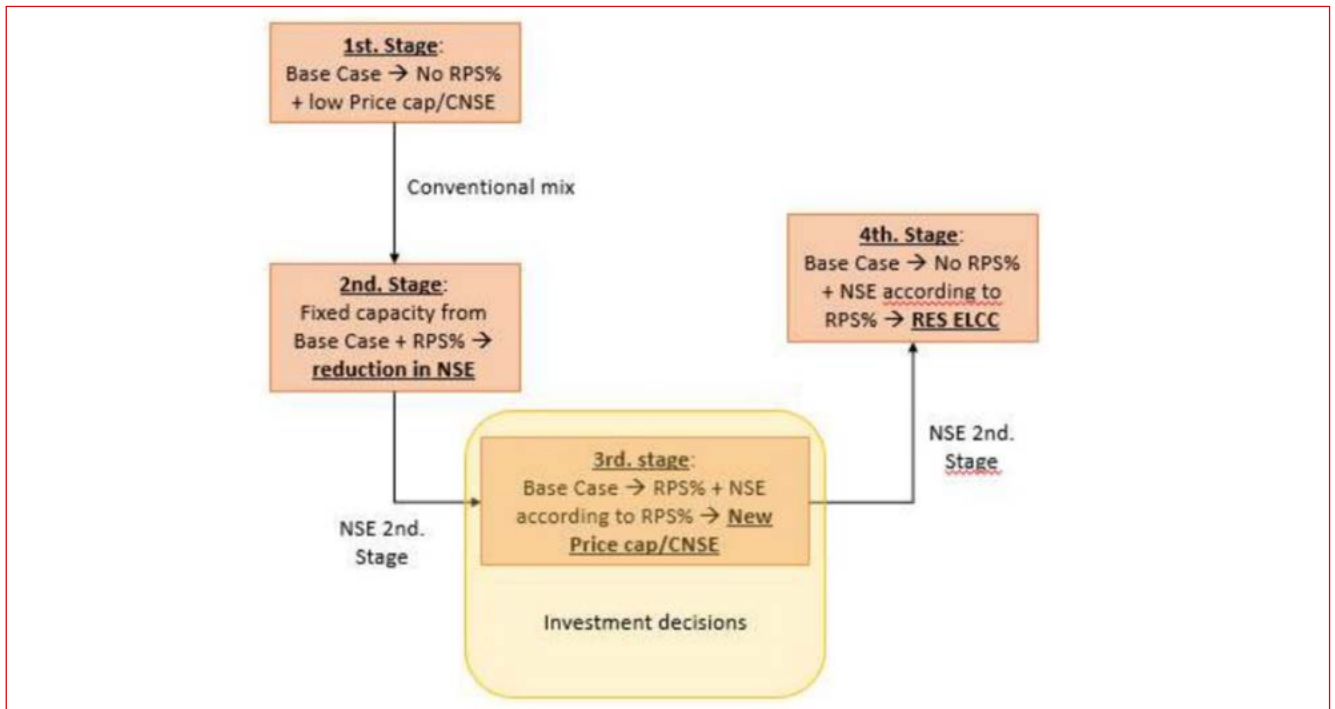 1st. Stage:
Base Case → No RPS%
+ low Price cap/CNSE
Conventional mix
2nd. Stage:
Fixed capacity from
Base Case + RPS% →
reduction in NSE
NSE 2nd.
Stage
3rd. stage:
Base Case → RPS% + NSE
according to RPS% → New
Price cap/CNSE
Investment decisions
4th. Stage:
Base Case → No RPS%
+ NSE according to
RPS% → RES ELCC
NSE 2nd.
Stage